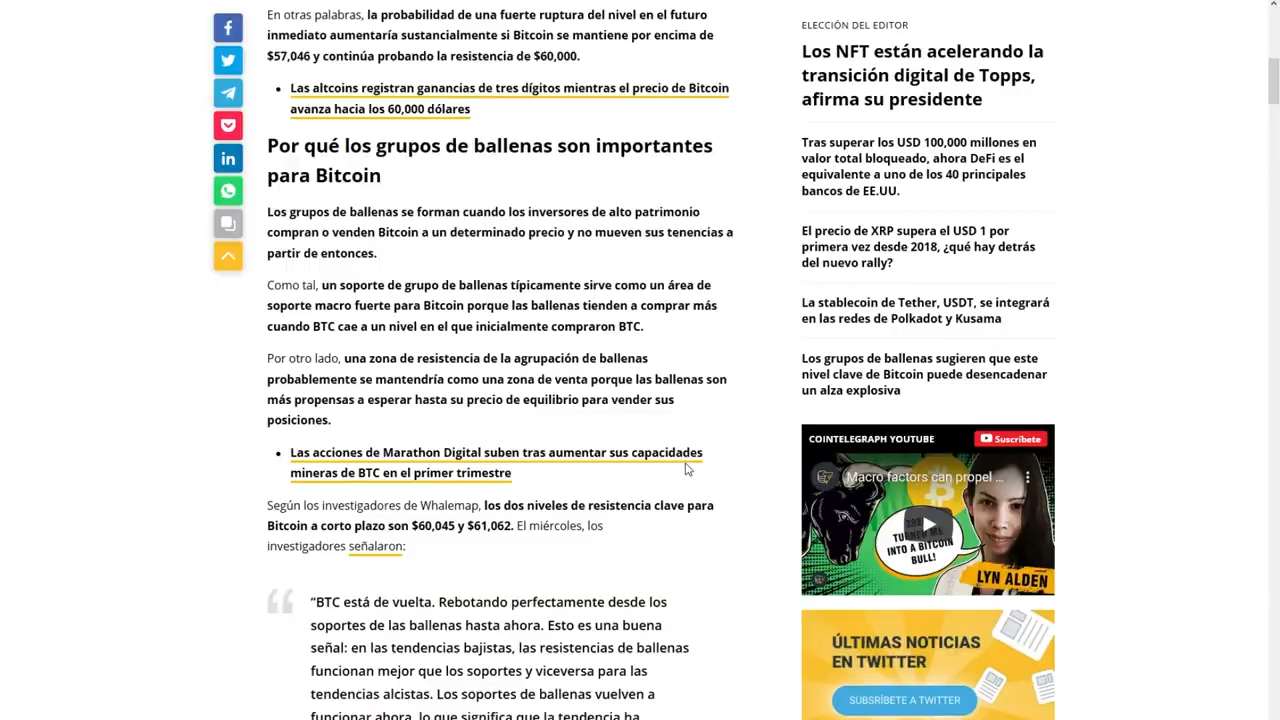 En otras palabras, la probabilidad de una fuerte ruptura del nivel en el futuro
inmediato aumentaría sustancialmente si Bitcoin se mantiene por encima de
$57,046 y continúa probando la resistencia de $60,000.
Las altcoins registran ganancias de tres dígitos mientras el precio de Bitcoin
avanza hacia los 60,000 dólares
Por qué los grupos de ballenas son importantes
para Bitcoin
Los grupos de ballenas se forman cuando los inversores de alto patrimonio
compran o venden Bitcoin a un determinado precio y no mueven sus tenencias a
partir de entonces.
Como tal, un soporte de grupo de ballenas típicamente sirve como un área de
soporte macro fuerte para Bitcoin porque las ballenas tienden a comprar más
cuando BTC cae a un nivel en el que inicialmente compraron BTC.
Por otro lado, una zona de resistencia de la agrupación de ballenas
probablemente se mantendría como una zona de venta porque las ballenas son
más propensas a esperar hasta su precio de equilibrio para vender sus
posiciones.
Las acciones de Marathon Digital suben tras aumentar sus capacidades
mineras de BTC en el primer trimestre
Según los investigadores de Whalemap, los dos niveles de resistencia clave para
Bitcoin a corto plazo son $60,045 y $61,062. El miércoles, los
investigadores señalaron:
“BTC está de vuelta. Rebotando perfectamente desde los
soportes de las ballenas hasta ahora. Esto es una buena
señal: en las tendencias bajistas, las resistencias de ballenas
funcionan mejor que los soportes y viceversa para las
tendencias alcistas. Los soportes de ballenas vuelven a
funcionar ahora, lo que significa que la tendencia ha
ELECCIÓN DEL EDITOR
Los NFT están acelerando la
transición digital de Topps,
afirma su presidente
Tras superar los USD 100,000 millones en
valor total bloqueado, ahora DeFi es el
equivalente a uno de los 40 principales
bancos de EE.UU.
El precio de XRP supera el USD 1 por
primera vez desde 2018, ¿qué hay detrás
del nuevo rally?
La stablecoin de Tether, USDT, se integrará
en las redes de Polkadot y Kusama
Los grupos de ballenas sugieren que este
nivel clave de Bitcoin puede desencadenar
un alza explosiva
COINTELEGRAPH YOUTUBE
Suscríbete
Macro factors can propel ...
TURNED ME
INTO A BITCOIN
BULL!
LYN ALDEN
ÚLTIMAS NOTICIAS
EN TWITTER
SUBSRÍBETE A TWITTER